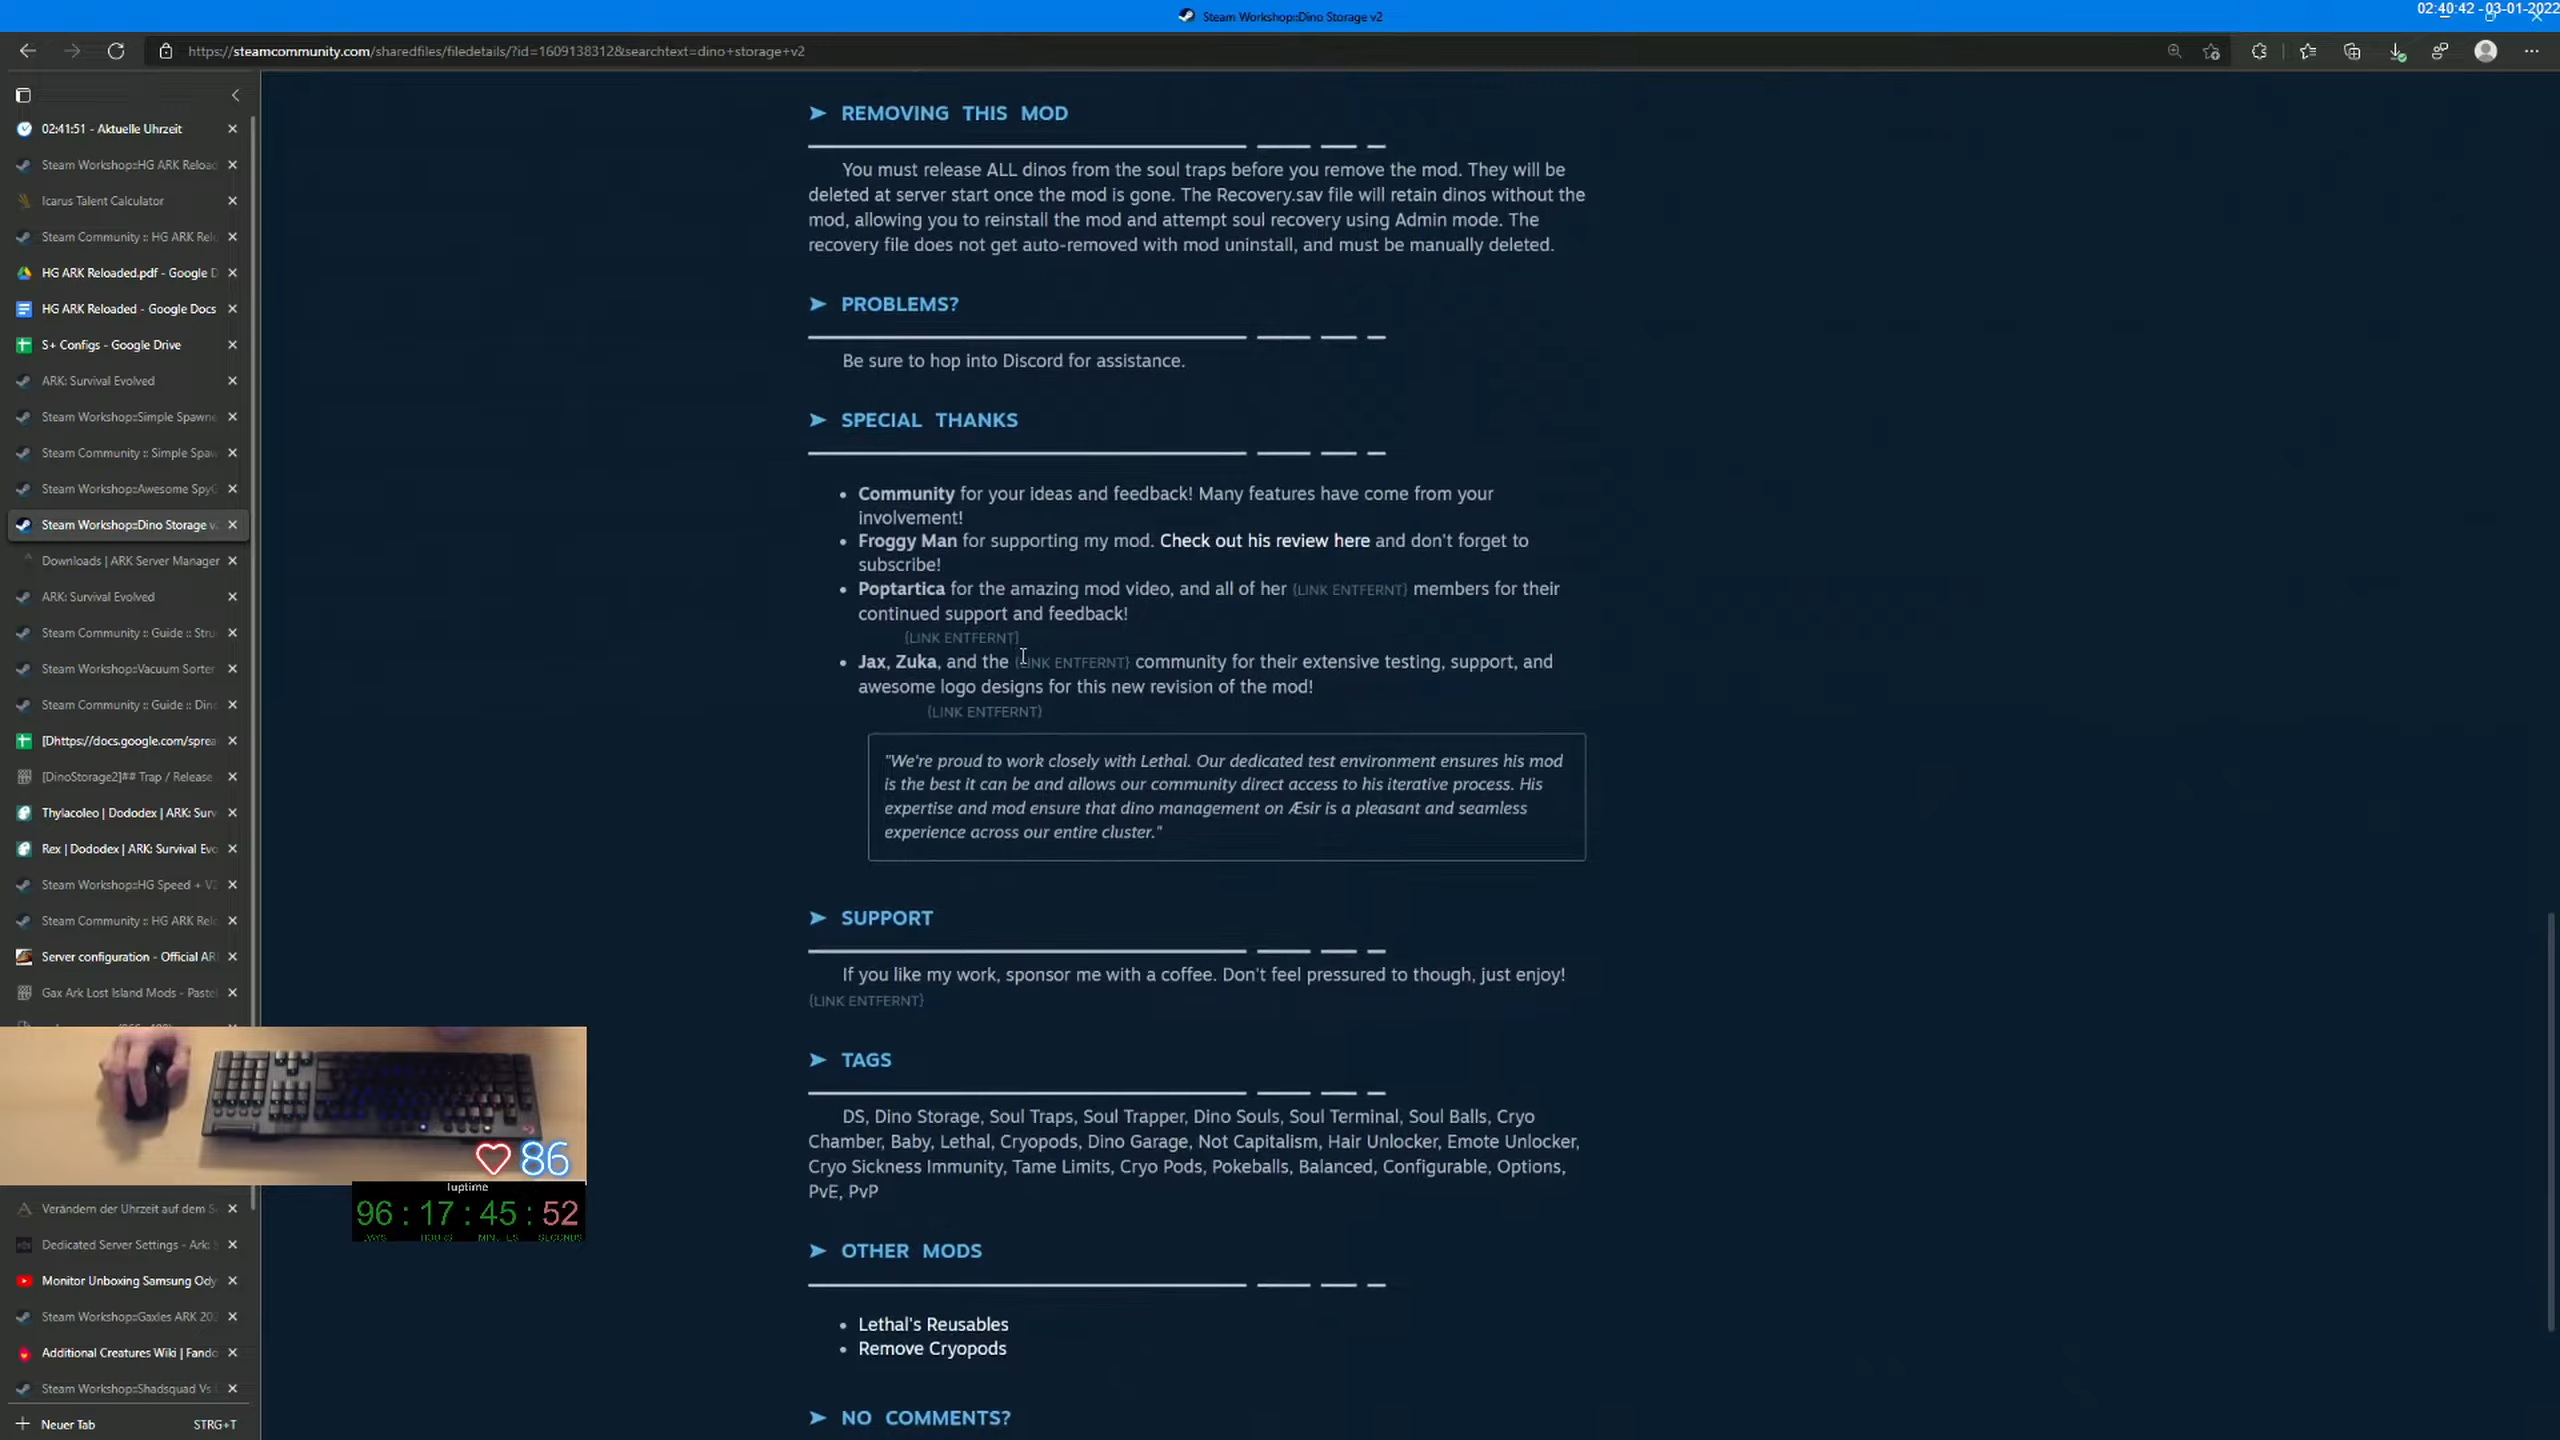 Steam Workshop::Dino Storage v2
02:40:42 - 03-01-2022
https://steamcommunity.com/sharedfiles/filedetails/?id=1609138312&searchtext=dino+storage+v2
02:41:51 - Aktuelle Uhrzeit
Steam Workshop::HG ARK Reload
Icarus Talent Calculator
Steam Community :: HG ARK Rel
HG ARK Reloaded.pdf - Google D
HG ARK Reloaded - Google Docs
S+ Configs - Google Drive
ARK: Survival Evolved
Steam Workshop::Simple Spawne
Steam Community :: Simple Spaw
Steam Workshop::Awesome SpyG
Steam Workshop::Dino Storage v
Downloads | ARK Server Manager
ARK: Survival Evolved
Steam Community :: Guide :: Stru
Steam Workshop::Vacuum Sorter
Steam Community :: Guide :: Dino
[Dhttps://docs.google.com/sprea
[DinoStorage2]## Trap / Release
Thylacoleo | Dododex | ARK: Surv
Rex | Dododex | ARK: Survival Evo
Steam Workshop::HG Speed + V
Steam Community :: HG ARK Rel
Server configuration - Official AR
Gax Ark Lost Island Mods - Paste
Verändern der Uhrzeit auf dem S
Dedicated Server Settings - Ark:
Monitor Unboxing Samsung Ody
Steam Workshop::Gaxles ARK 20
Additional Creatures Wiki | Fand
Steam Workshop::Shadsquad Vs
Neuer Tab STRG+T
86
Iuptime
96 : 17 : 45 : 52
DAYS HOURS MINUTES SECONDS
➤ REMOVING THIS MOD
You must release ALL dinos from the soul traps before you remove the mod. They will be
deleted at server start once the mod is gone. The Recovery.sav file will retain dinos without the
mod, allowing you to reinstall the mod and attempt soul recovery using Admin mode. The
recovery file does not get auto-removed with mod uninstall, and must be manually deleted.
➤ PROBLEMS?
Be sure to hop into Discord for assistance.
➤ SPECIAL THANKS
• Community for your ideas and feedback! Many features have come from your
involvement!
• Froggy Man for supporting my mod. Check out his review here and don't forget to
subscribe!
• Poptartica for the amazing mod video, and all of her {LINK ENTFERNT} members for their
continued support and feedback!
{LINK ENTFERNT}
• Jax, Zuka, and the {LINK ENTFERNT} community for their extensive testing, support, and
awesome logo designs for this new revision of the mod!
{LINK ENTFERNT}
"We're proud to work closely with Lethal. Our dedicated test environment ensures his mod
is the best it can be and allows our community direct access to his iterative process. His
expertise and mod ensure that dino management on Æsir is a pleasant and seamless
experience across our entire cluster."
➤ SUPPORT
If you like my work, sponsor me with a coffee. Don't feel pressured to though, just enjoy!
{LINK ENTFERNT}
➤ TAGS
DS, Dino Storage, Soul Traps, Soul Trapper, Dino Souls, Soul Terminal, Soul Balls, Cryo
Chamber, Baby, Lethal, Cryopods, Dino Garage, Not Capitalism, Hair Unlocker, Emote Unlocker,
Cryo Sickness Immunity, Tame Limits, Cryo Pods, Pokeballs, Balanced, Configurable, Options,
PvE, PvP
➤ OTHER MODS
• Lethal's Reusables
• Remove Cryopods
➤ NO COMMENTS?